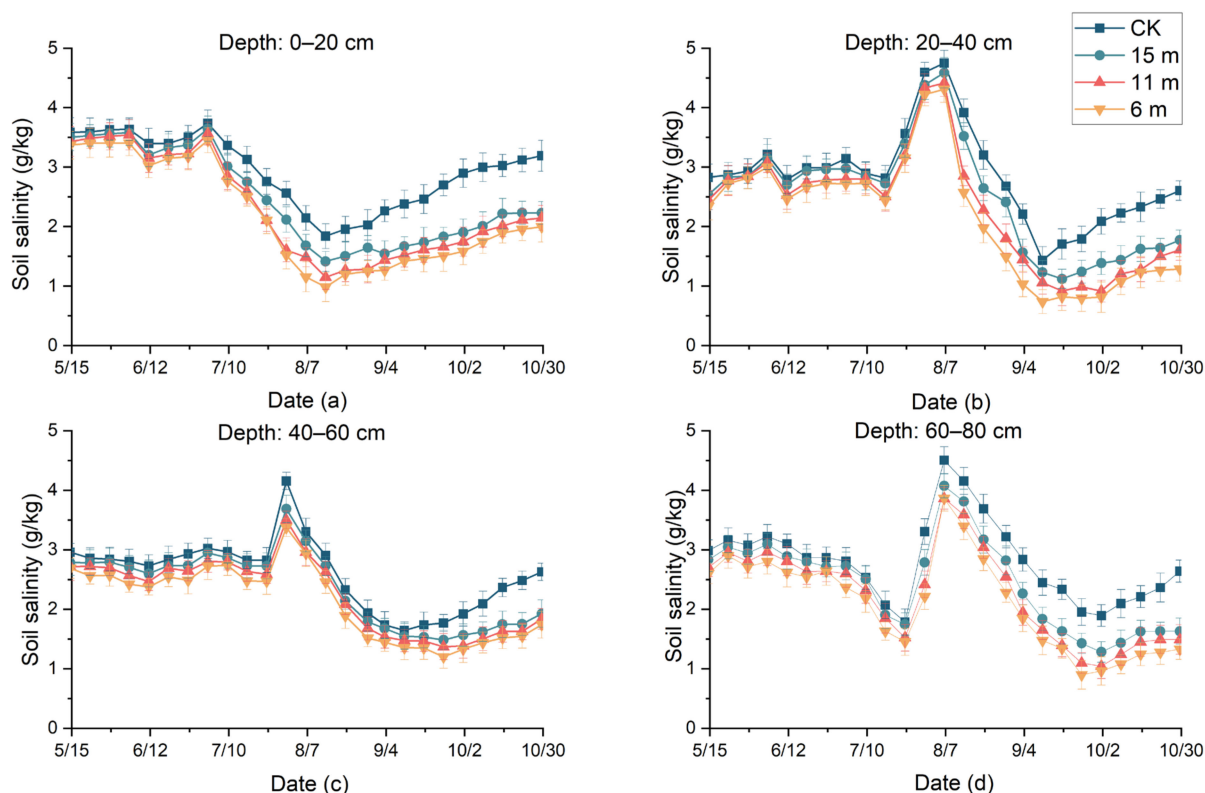 Depth: 0–20 cm
Soil salinity (g/kg)
5
4
3
2
1
0
5/15 6/12 7/10 8/7 9/4 10/2 10/30
Date (a)
Depth: 20–40 cm
CK
15 m
11 m
6 m
Soil salinity (g/kg)
5
4
3
2
1
0
5/15 6/12 7/10 8/7 9/4 10/2 10/30
Date (b)
Depth: 40–60 cm
Soil salinity (g/kg)
5
4
3
2
1
0
5/15 6/12 7/10 8/7 9/4 10/2 10/30
Date (c)
Depth: 60–80 cm
Soil salinity (g/kg)
5
4
3
2
1
0
5/15 6/12 7/10 8/7 9/4 10/2 10/30
Date (d)